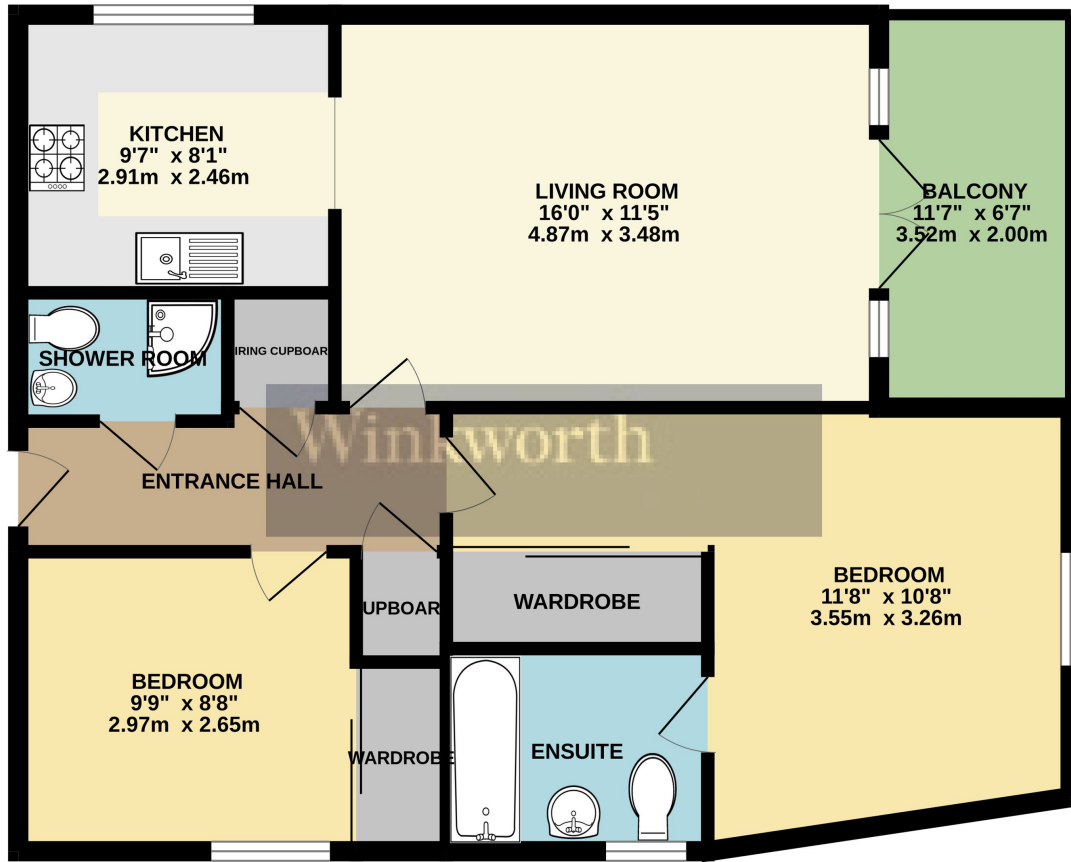 KITCHEN
9'7" x 8'1"
2.91m x 2.46m
LIVING ROOM
16'0" x 11'5"
4.87m x 3.48m
BALCONY
11'7" x 6'7"
3.52m x 2.00m
SHOWER ROOM
IRING CUPBOAR
Winkworth
ENTRANCE HALL
BEDROOM
11'8" x 10'8"
3.55m x 3.26m
UPBOAR
WARDROBE
BEDROOM
9'9" x 8'8"
2.97m x 2.65m
WARDROBE
ENSUITE